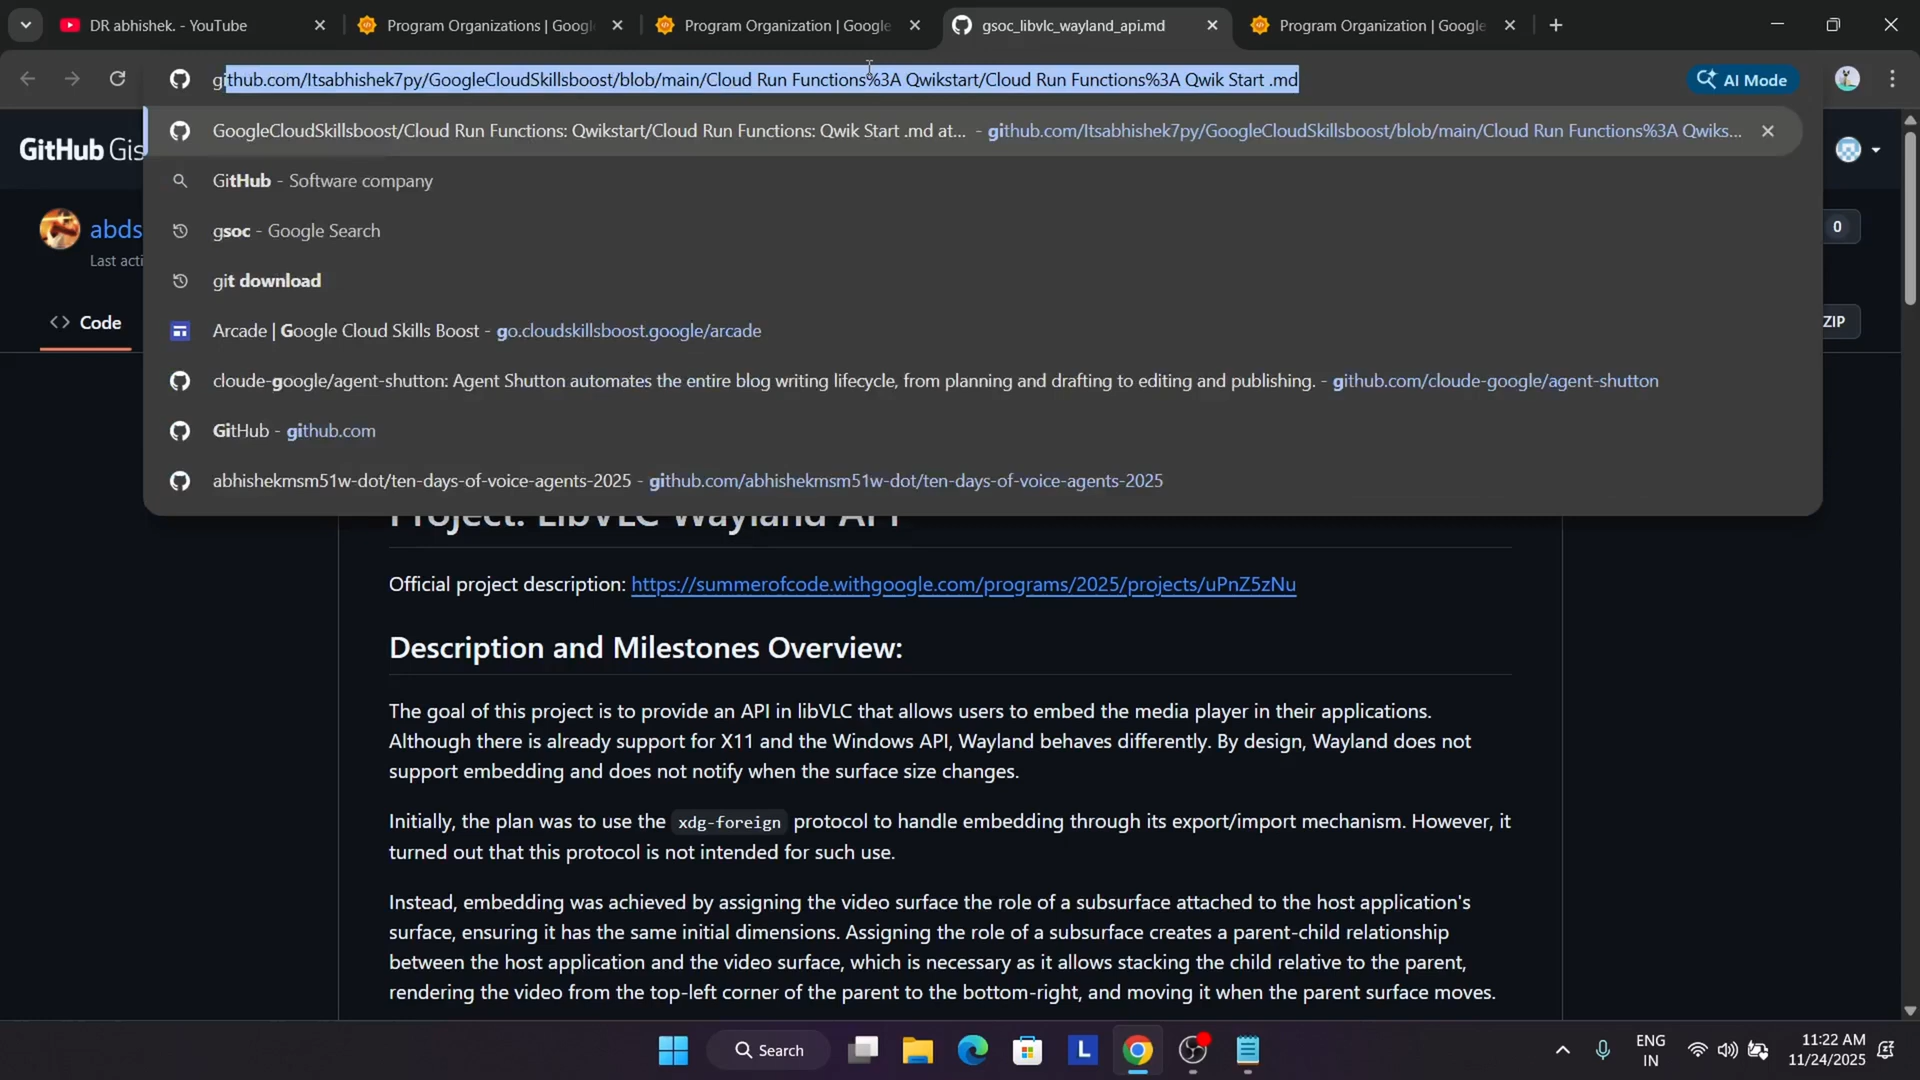 DR abhishek. - YouTube
Program Organizations | Googl
Program Organization | Google
gsoc_libvlc_wayland_api.md
Program Organization | Google
github.com/Itsabhishek7py/GoogleCloudSkillsboost/blob/main/Cloud Run Functions%3A Qwikstart/Cloud Run Functions%3A Qwik Start .md
AI Mode
GitHub Gis
GoogleCloudSkillsboost/Cloud Run Functions: Qwikstart/Cloud Run Functions: Qwik Start .md at... - github.com/Itsabhishek7py/GoogleCloudSkillsboost/blob/main/Cloud Run Functions%3A Qwiks...
GitHub - Software company
abds
0
gsoc - Google Search
Last acti
git download
Code
Arcade | Google Cloud Skills Boost - go.cloudskillsboost.google/arcade
ZIP
cloude-google/agent-shutton: Agent Shutton automates the entire blog writing lifecycle, from planning and drafting to editing and publishing. - github.com/cloude-google/agent-shutton
GitHub - github.com
abhishekmsm51w-dot/ten-days-of-voice-agents-2025 - github.com/abhishekmsm51w-dot/ten-days-of-voice-agents-2025
Project: LibVLC Wayland API
Official project description: https://summerofcode.withgoogle.com/programs/2025/projects/uPnZ5zNu
Description and Milestones Overview:
The goal of this project is to provide an API in libVLC that allows users to embed the media player in their applications.
Although there is already support for X11 and the Windows API, Wayland behaves differently. By design, Wayland does not
support embedding and does not notify when the surface size changes.
Initially, the plan was to use the xdg-foreign protocol to handle embedding through its export/import mechanism. However, it
turned out that this protocol is not intended for such use.
Instead, embedding was achieved by assigning the video surface the role of a subsurface attached to the host application's
surface, ensuring it has the same initial dimensions. Assigning the role of a subsurface creates a parent-child relationship
between the host application and the video surface, which is necessary as it allows stacking the child relative to the parent,
rendering the video from the top-left corner of the parent to the bottom-right, and moving it when the parent surface moves.
Search
L
ENG
IN
11:22 AM
11/24/2025